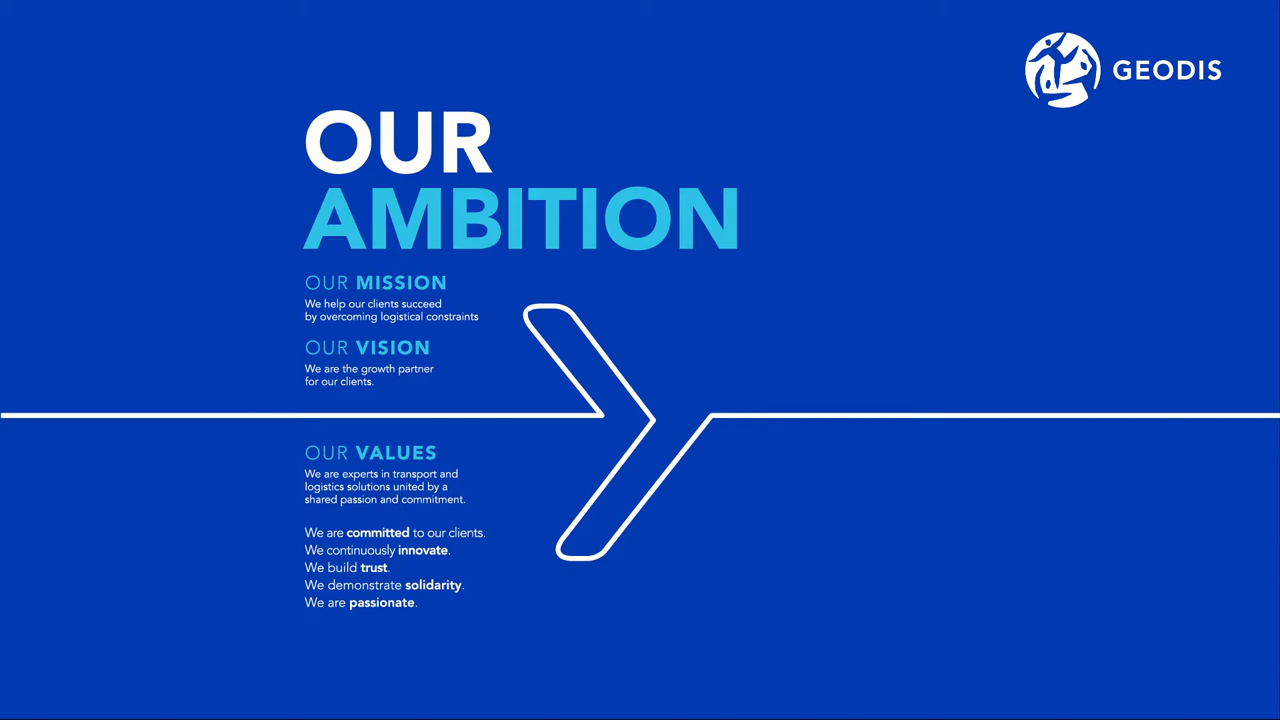 GEODIS
OUR
AMBITION
OUR MISSION
We help our clients succeed
by overcoming logistical constraints
OUR VISION
We are the growth partner
for our clients.
OUR VALUES
We are experts in transport and
logistics solutions united by a
shared passion and commitment.
We are committed to our clients.
We continuously innovate.
We build trust.
We demonstrate solidarity.
We are passionate.